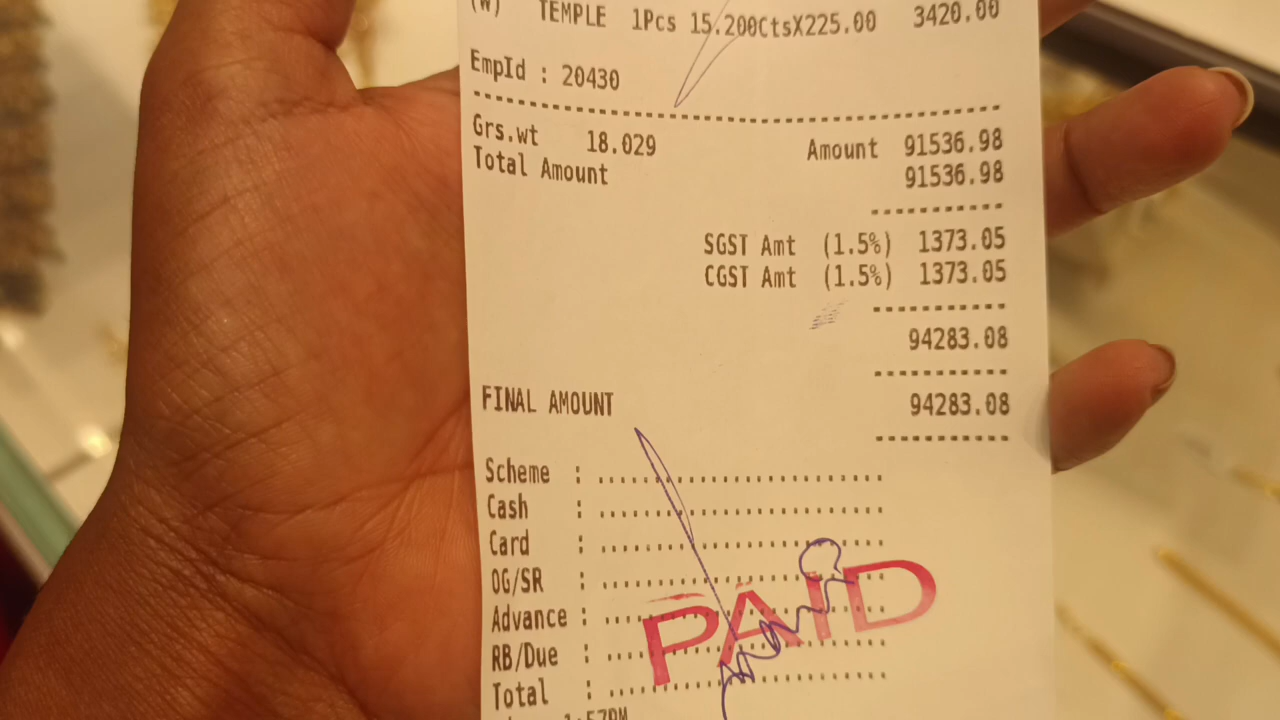 (W) TEMPLE 1Pcs 15.200CtsX225.00 3420.00
EmpId : 20430
Grs.wt 18.029 Amount 91536.98
Total Amount 91536.98
SGST Amt (1.5%) 1373.05
CGST Amt (1.5%) 1373.05
94283.08
FINAL AMOUNT 94283.08
Scheme :
Cash :
Card :
OG/SR :
Advance :
RB/Due :
Total :
PAID